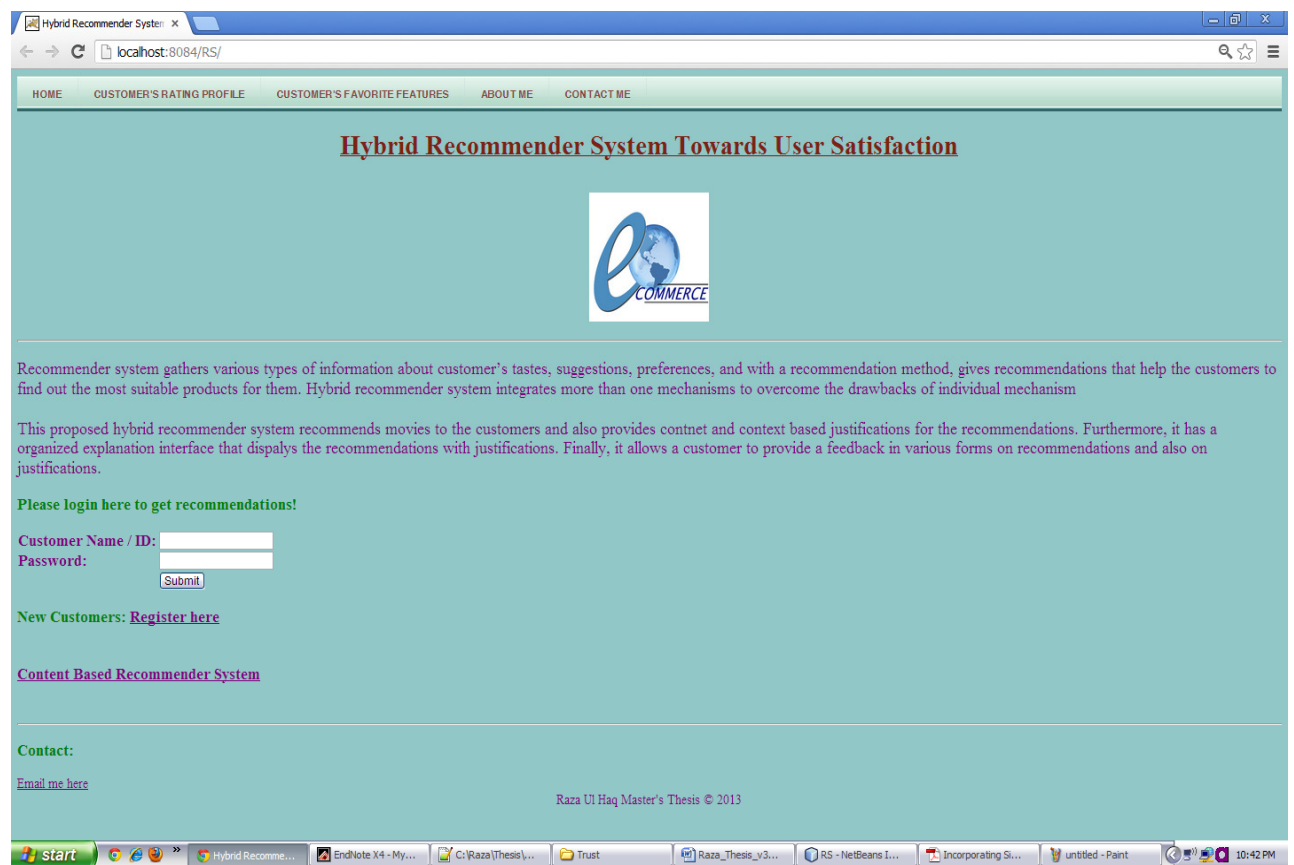 Hybrid Recommender System
localhost:8084/RS/
HOME CUSTOMER'S RATING PROFILE CUSTOMER'S FAVORITE FEATURES ABOUT ME CONTACT ME
Hybrid Recommender System Towards User Satisfaction
e
COMMERCE
Recommender system gathers various types of information about customer's tastes, suggestions, preferences, and with a recommendation method, gives recommendations that help the customers to
find out the most suitable products for them. Hybrid recommender system integrates more than one mechanisms to overcome the drawbacks of individual mechanism
This proposed hybrid recommender system recommends movies to the customers and also provides contnet and context based justifications for the recommendations. Furthermore, it has a
organized explanation interface that dispalys the recommendations with justifications. Finally, it allows a customer to provide a feedback in various forms on recommendations and also on
justifications.
Please login here to get recommendations!
Customer Name / ID:
Password:
Submit
New Customers: Register here
Content Based Recommender System
Contact:
Email me here
Raza Ul Haq Master's Thesis © 2013
start » Hybrid Recomme... EndNote X4 - My... C:\Raza\Thesis\... Trust Raza_Thesis_v3... RS - NetBeans I... Incorporating Si... untitled - Paint 10:42 PM